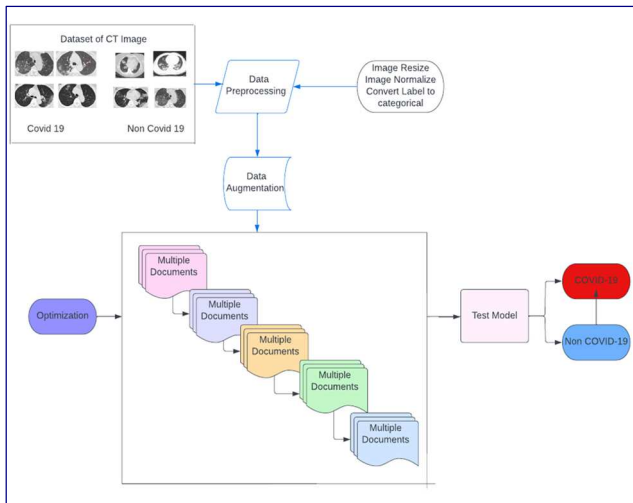 Dataset of CT Image
Covid 19
Non Covid 19
Data
Preprocessing
Image Resize
Image Normalize
Convert Label to
categorical
Data
Augmentation
Optimization
Multiple
Documents
Multiple
Documents
Multiple
Documents
Multiple
Documents
Multiple
Documents
Test Model
COVID-19
Non COVID-19